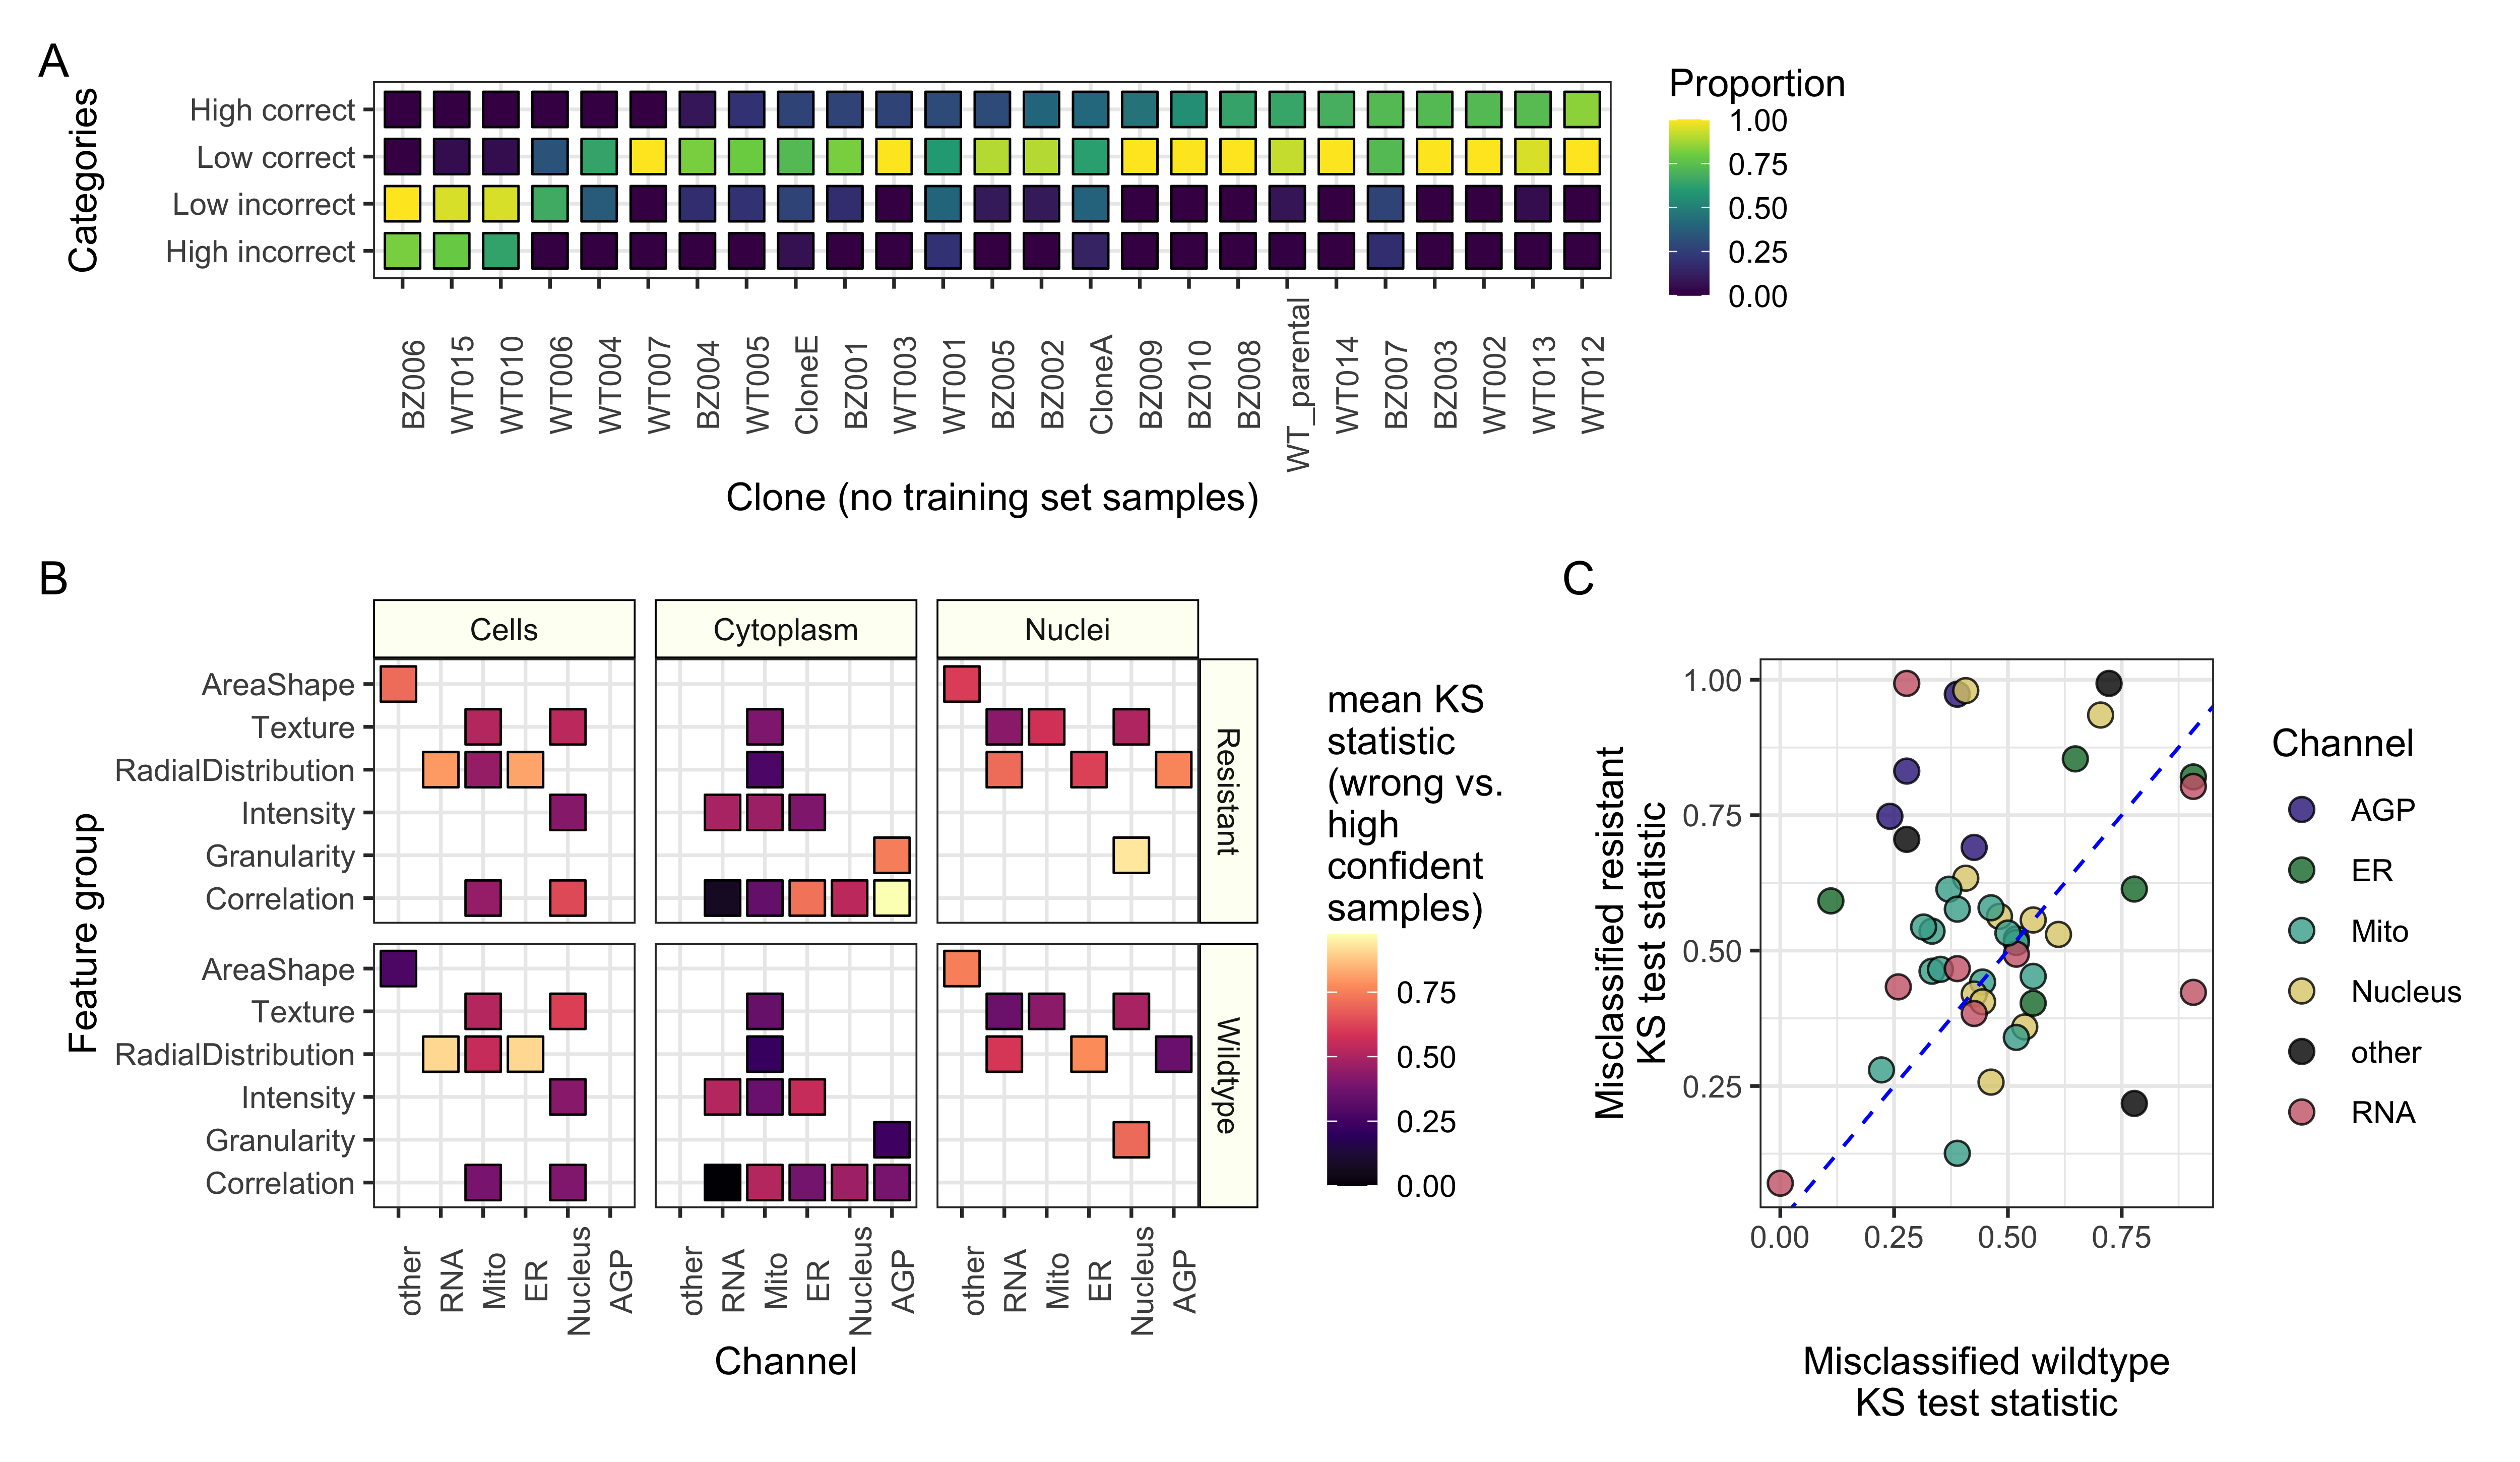 A
Categories
High correct
Low correct
Low incorrect
High incorrect
BZ006
WT015
WT010
WT006
WT004
WT007
BZ004
WT005
CloneE
BZ001
WT003
WT001
BZ005
BZ002
CloneA
BZ009
BZ010
BZ008
WT_parental
WT014
BZ007
BZ003
WT002
WT013
WT012
Clone (no training set samples)
Proportion
1.00
0.75
0.50
0.25
0.00
B
Cells
Cytoplasm
Nuclei
Feature group
AreaShape
Texture
RadialDistribution
Intensity
Granularity
Correlation
Resistant
AreaShape
Texture
RadialDistribution
Intensity
Granularity
Correlation
Wildtype
other
RNA
Mito
ER
Nucleus
AGP
other
RNA
Mito
ER
Nucleus
AGP
other
RNA
Mito
ER
Nucleus
AGP
Channel
mean KS
statistic
(wrong vs.
high
confident
samples)
0.75
0.50
0.25
0.00
C
Misclassified resistant
KS test statistic
1.00
0.75
0.50
0.25
0.00
0.25
0.50
0.75
Misclassified wildtype
KS test statistic
Channel
AGP
ER
Mito
Nucleus
other
RNA